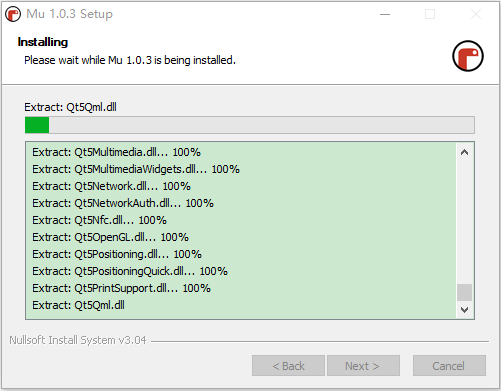 Mu 1.0.3 Setup
Installing
Please wait while Mu 1.0.3 is being installed.
Extract: Qt5Qml.dll
Extract: Qt5Multimedia.dll... 100%
Extract: Qt5MultimediaWidgets.dll... 100%
Extract: Qt5Network.dll... 100%
Extract: Qt5NetworkAuth.dll... 100%
Extract: Qt5Nfc.dll... 100%
Extract: Qt5OpenGL.dll... 100%
Extract: Qt5Positioning.dll... 100%
Extract: Qt5PositioningQuick.dll... 100%
Extract: Qt5PrintSupport.dll... 100%
Extract: Qt5Qml.dll
Nullsoft Install System v3.04
< Back Next > Cancel